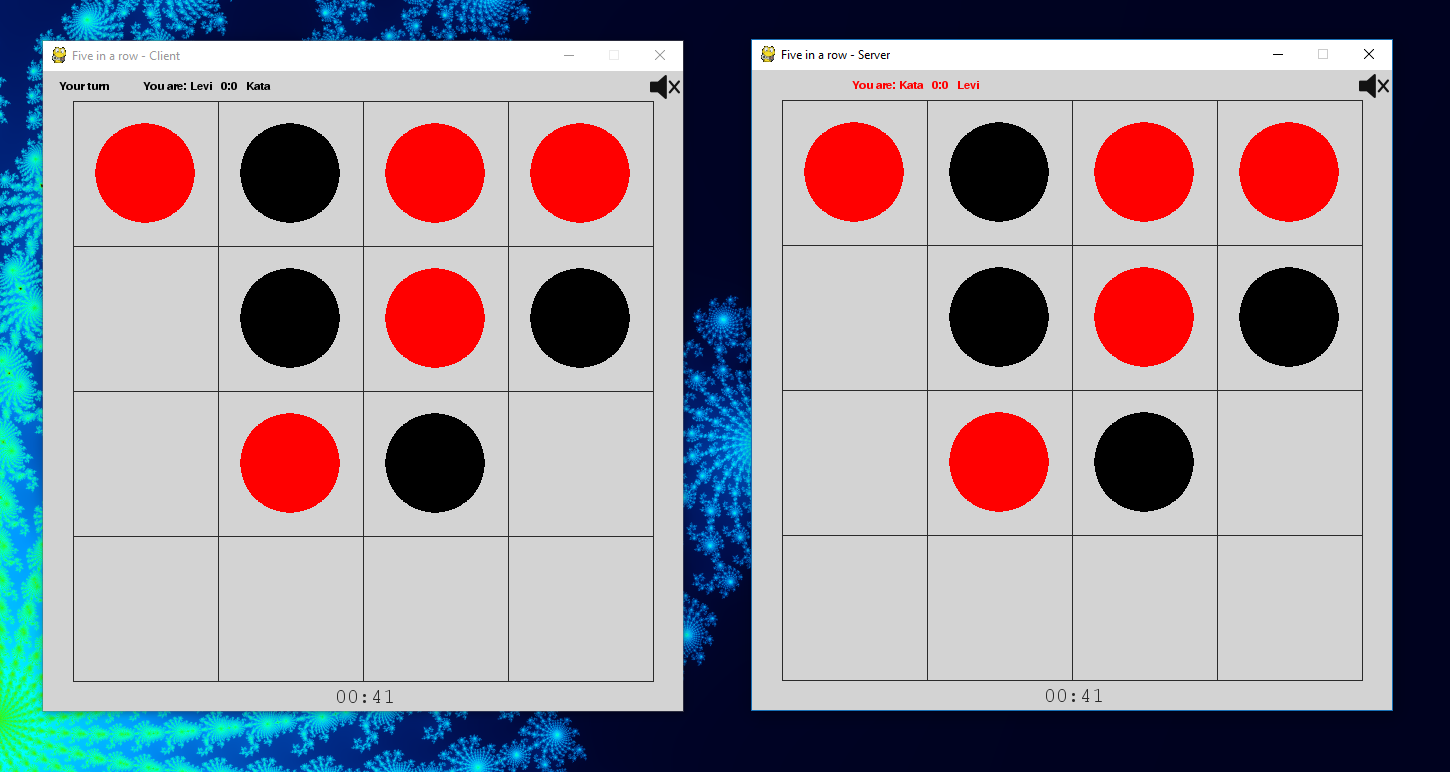 Five in a row - Client
Your turn You are: Levi 0:0 Kata
00:41
Five in a row - Server
You are: Kata 0:0 Levi
00:41